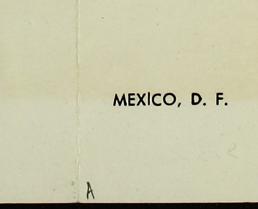 MEXICO, D. F.
A